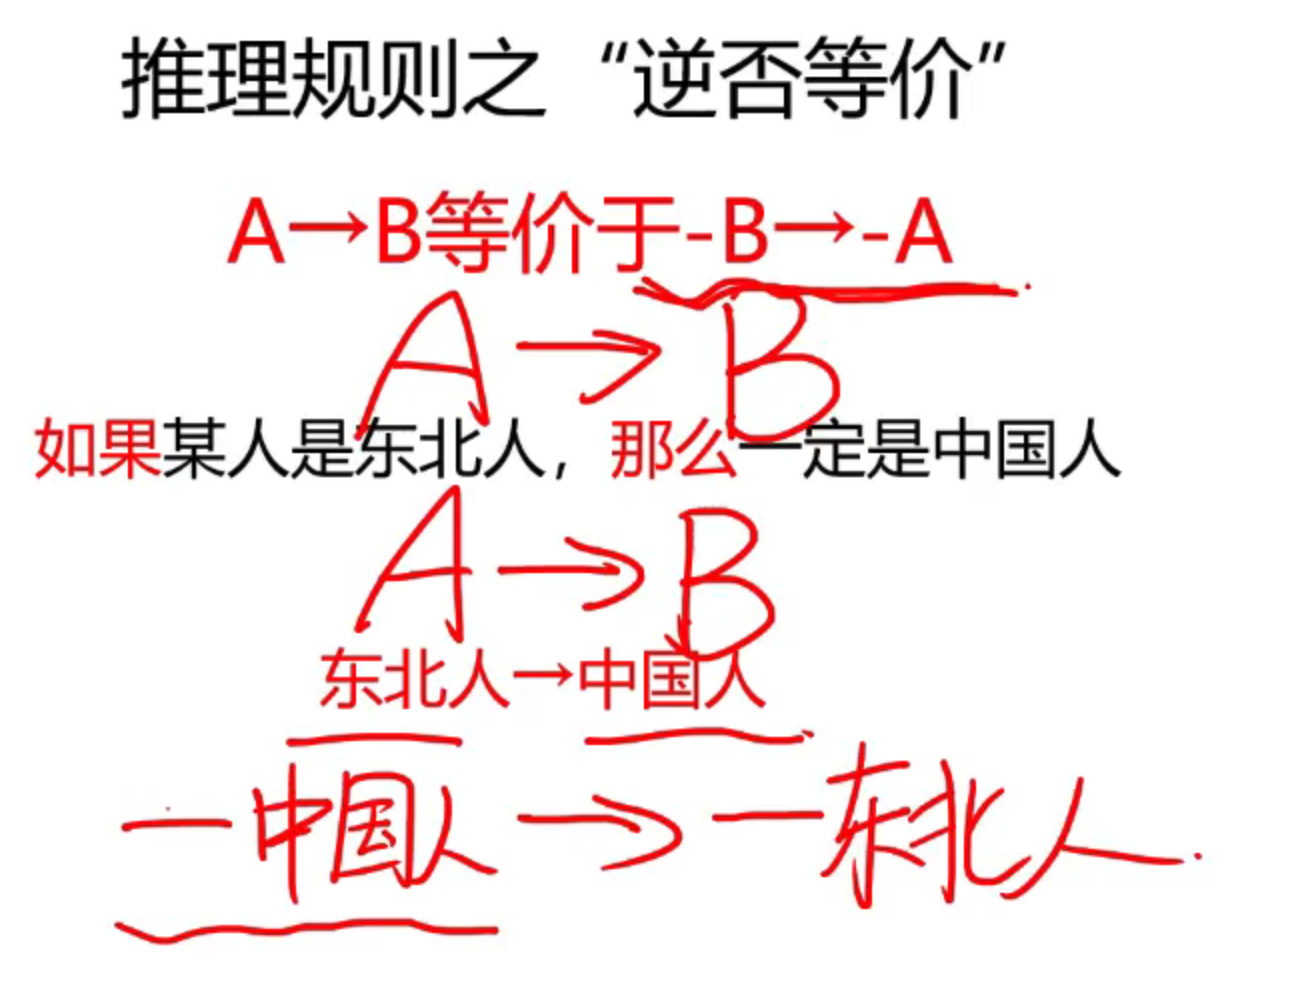 推理规则之“逆否等价”
A→B等价于-B→-A
A→B
如果某人是东北人，那么一定是中国人
A→B
东北人→中国人
-中国人→-东北人